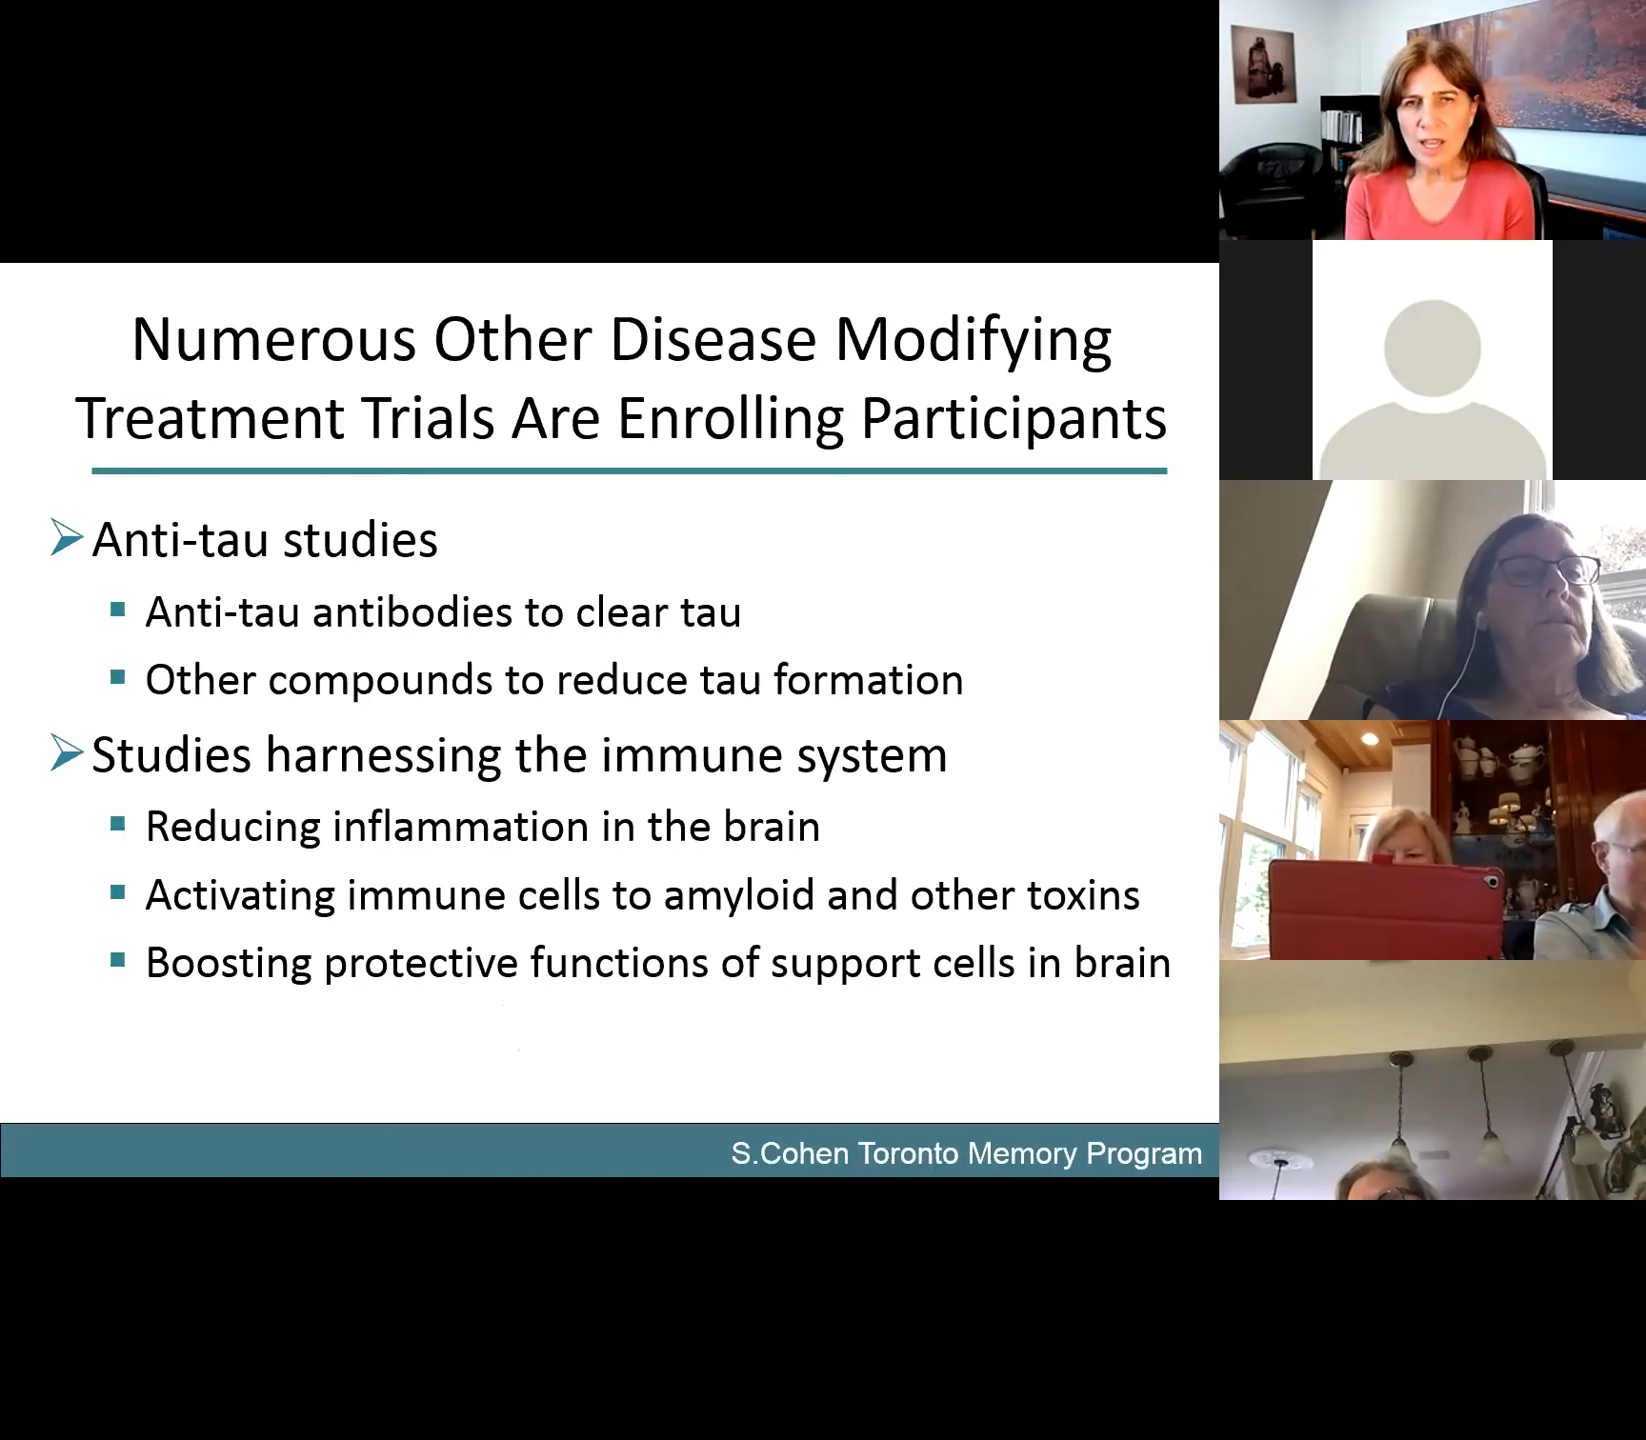 Numerous Other Disease Modifying
Treatment Trials Are Enrolling Participants
Anti-tau studies
Anti-tau antibodies to clear tau
Other compounds to reduce tau formation
Studies harnessing the immune system
Reducing inflammation in the brain
Activating immune cells to amyloid and other toxins
Boosting protective functions of support cells in brain
S.Cohen Toronto Memory Program